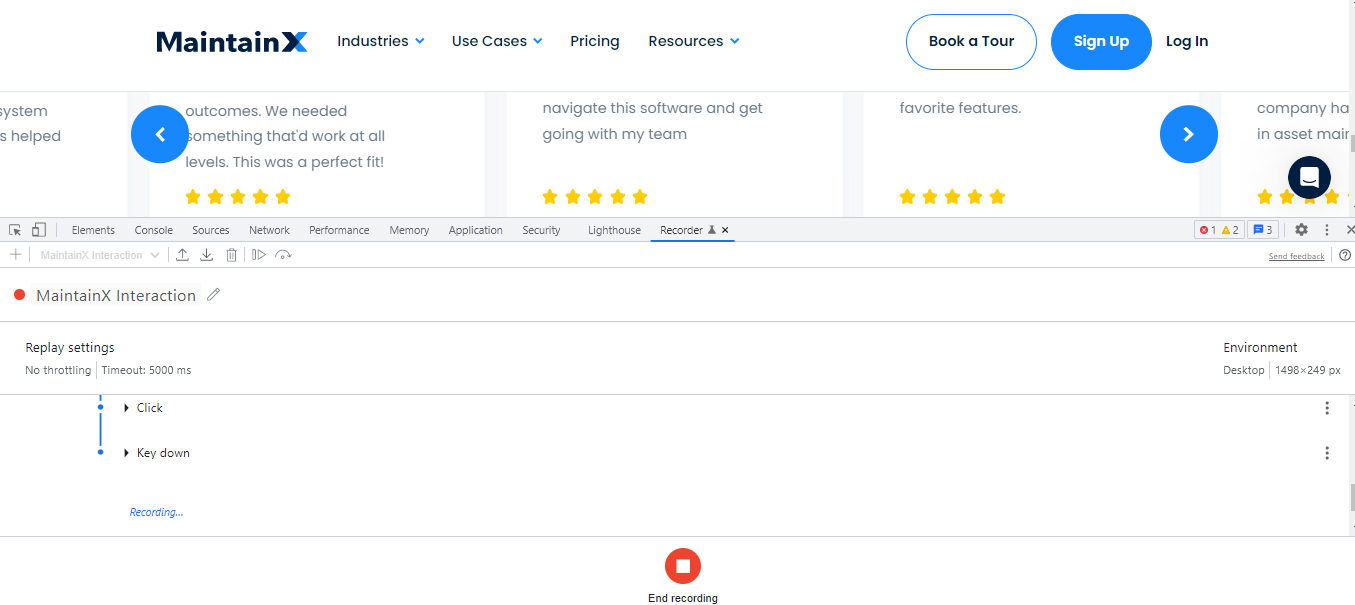 MaintainX Industries Use Cases Pricing Resources Book a Tour Sign Up Log In
system
s helped
outcomes. We needed
something that'd work at all
levels. This was a perfect fit!
navigate this software and get
going with my team
favorite features.
company ha
in asset main
Elements Console Sources Network Performance Memory Application Security Lighthouse Recorder 1 2 3
MaintainX Interaction Send feedback
MaintainX Interaction
Replay settings
No throttling Timeout: 5000 ms
Environment
Desktop 1498×249 px
Click
Key down
Recording...
End recording